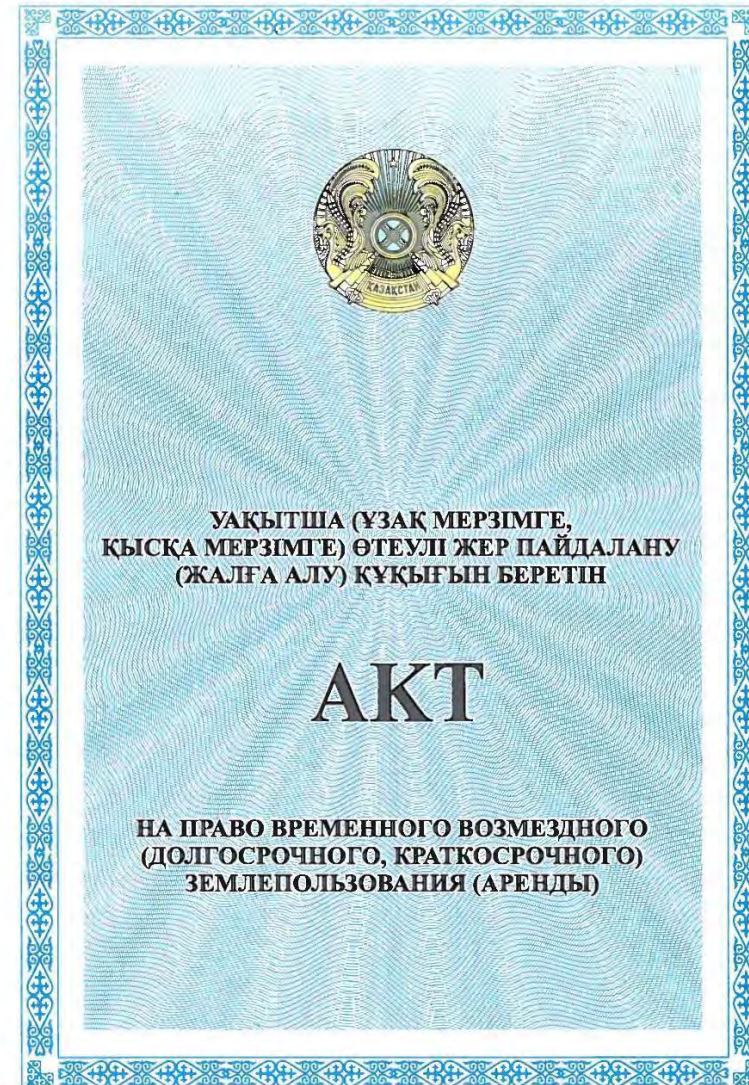 ҚАЗАҚСТАН
УАҚЫТША (ҰЗАҚ МЕРЗІМГЕ,
ҚЫСҚА МЕРЗІМГЕ) ӨТЕУЛІ ЖЕР ПАЙДАЛАНУ
(ЖАЛҒА АЛУ) ҚҰҚЫҒЫН БЕРЕТІН
АКТ
НА ПРАВО ВРЕМЕННОГО ВОЗМЕЗДНОГО
(ДОЛГОСРОЧНОГО, КРАТКОСРОЧНОГО)
ЗЕМЛЕПОЛЬЗОВАНИЯ (АРЕНДЫ)